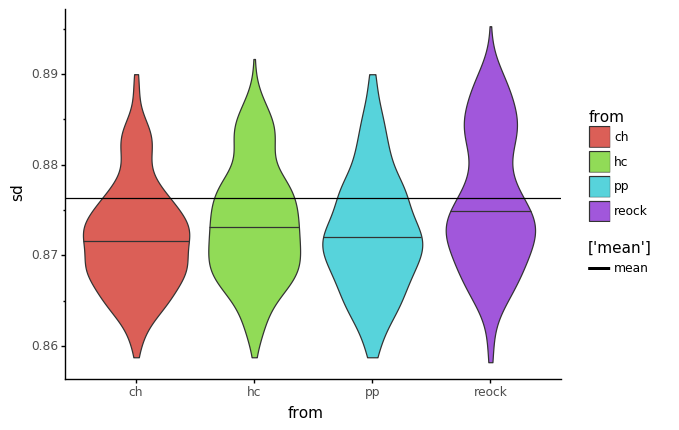 0.89
0.88
0.87
0.86
sd
ch
hc
pp
reock
from
from
ch
hc
pp
reock
['mean']
mean